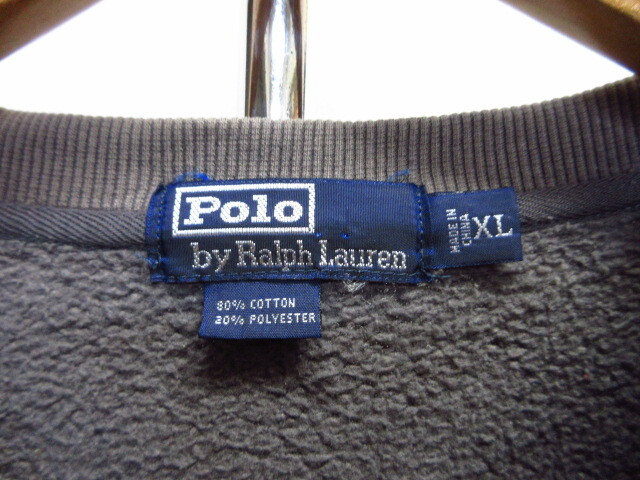 Polo
by Ralph Lauren
MADE IN
CHINA
XL
80% COTTON
20% POLYESTER